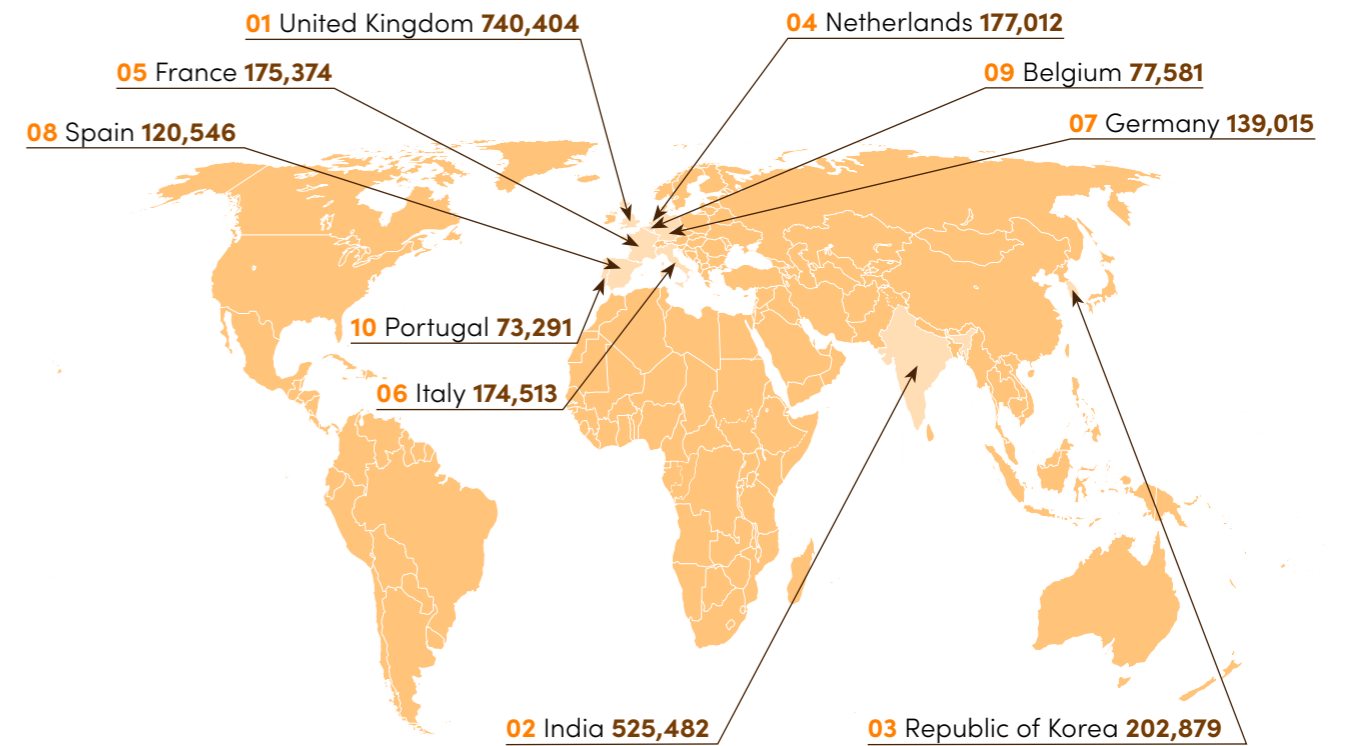 01 United Kingdom 740,404
04 Netherlands 177,012
05 France 175,374
09 Belgium 77,581
08 Spain 120,546
07 Germany 139,015
10 Portugal 73,291
06 Italy 174,513
02 India 525,482
03 Republic of Korea 202,879